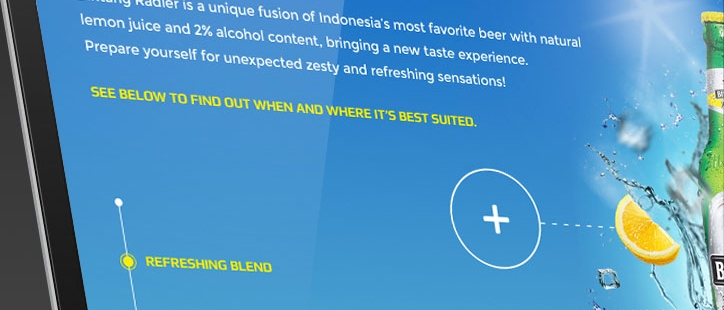 Radler is a unique fusion of Indonesia's most favorite beer with natural
lemon juice and 2% alcohol content, bringing a new taste experience.
Prepare yourself for unexpected zesty and refreshing sensations!
SEE BELOW TO FIND OUT WHEN AND WHERE IT'S BEST SUITED.
+
REFRESHING BLEND